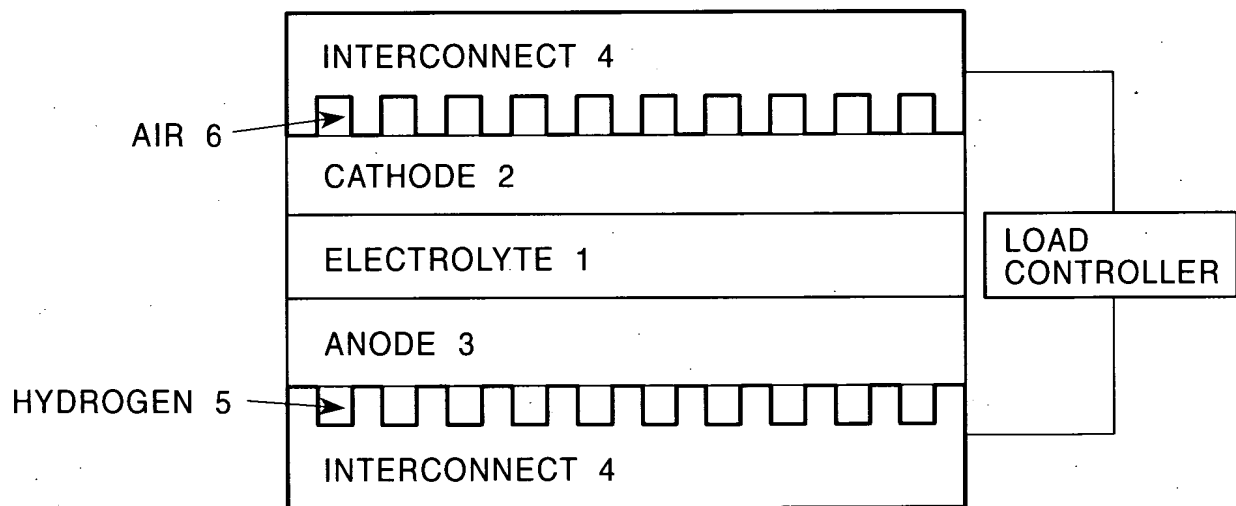 INTERCONNECT 4
AIR 6
CATHODE 2
ELECTROLYTE 1
LOAD
CONTROLLER
ANODE 3
HYDROGEN 5
INTERCONNECT 4